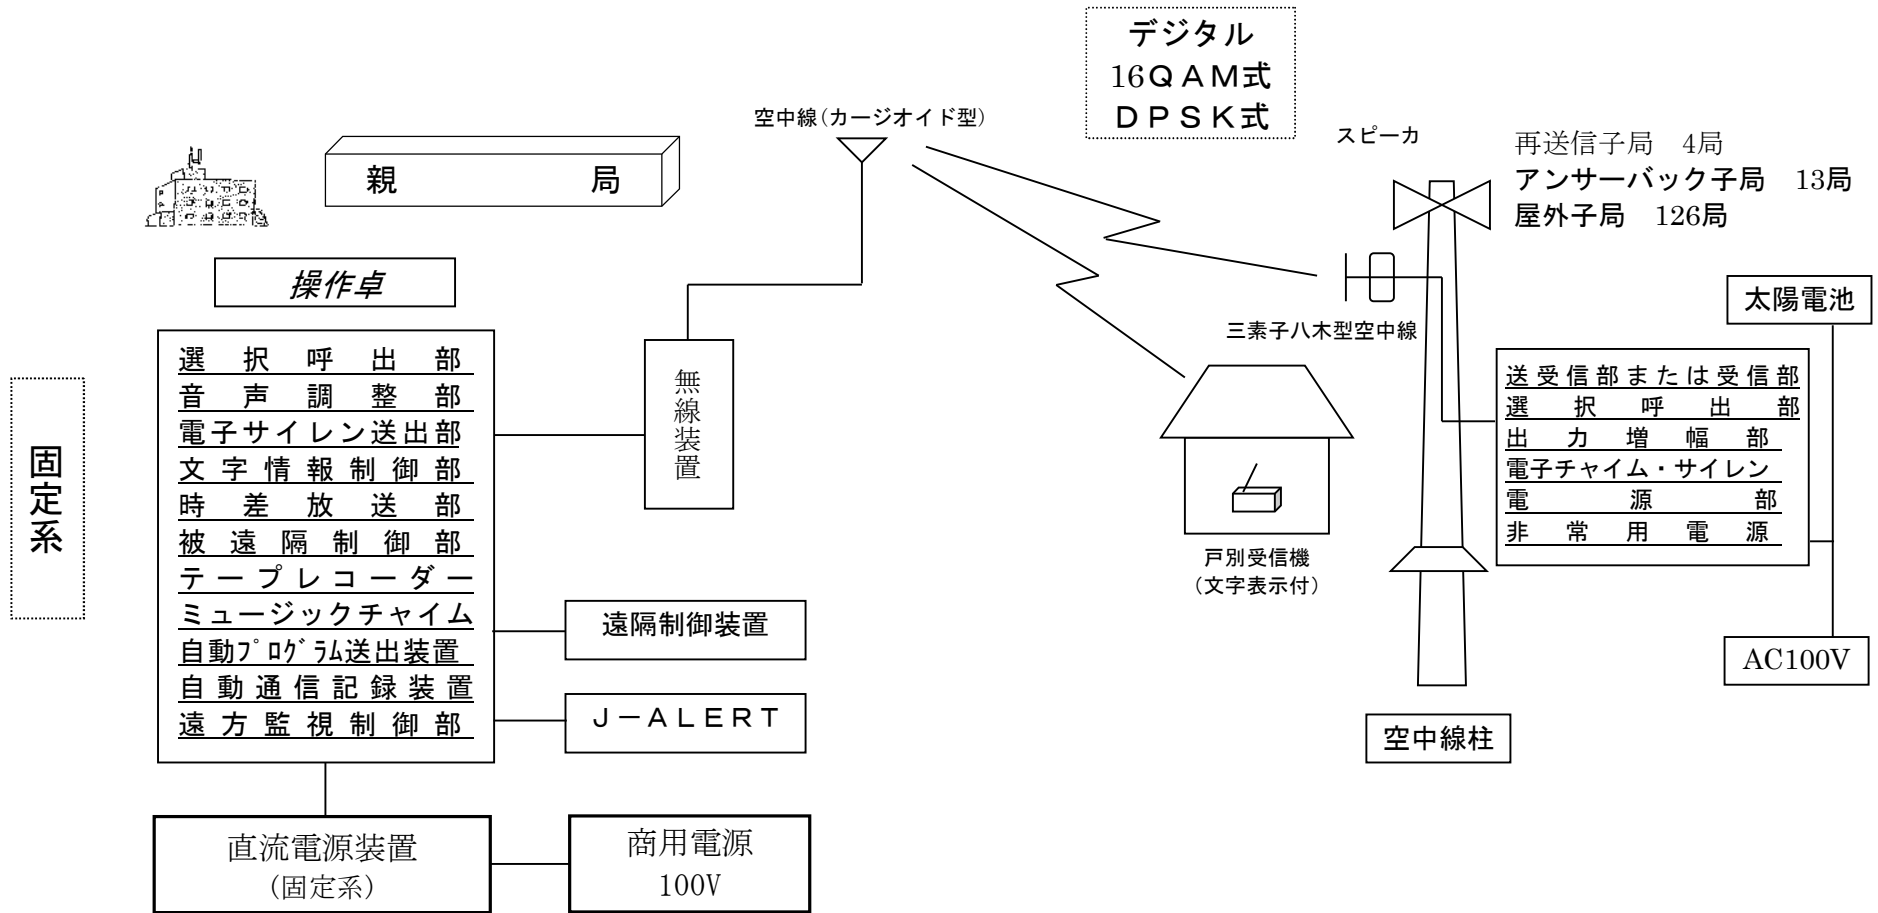 デジタル
16ＱＡＭ式
ＤＰＳＫ式
空中線(カージオイド型)
スピーカ
再送信子局　4局
アンサーバック子局　13局
屋外子局　126局
親局
操作卓
三素子八木型空中線
太陽電池
固定系
選択呼出部
音声調整部
電子サイレン送出部
文字情報制御部
時差放送部
被遠隔制御部
テープレコーダー
ミュージックチャイム
自動ﾌﾟﾛｸﾞﾗﾑ送出装置
自動通信記録装置
遠方監視制御部
無線装置
送受信部または受信部
選択呼出部
出力増幅部
電子チャイム・サイレン
電源部
非常用電源
戸別受信機
(文字表示付)
遠隔制御装置
Ｊ－ＡＬＥＲＴ
AC100V
空中線柱
直流電源装置
(固定系)
商用電源
100V